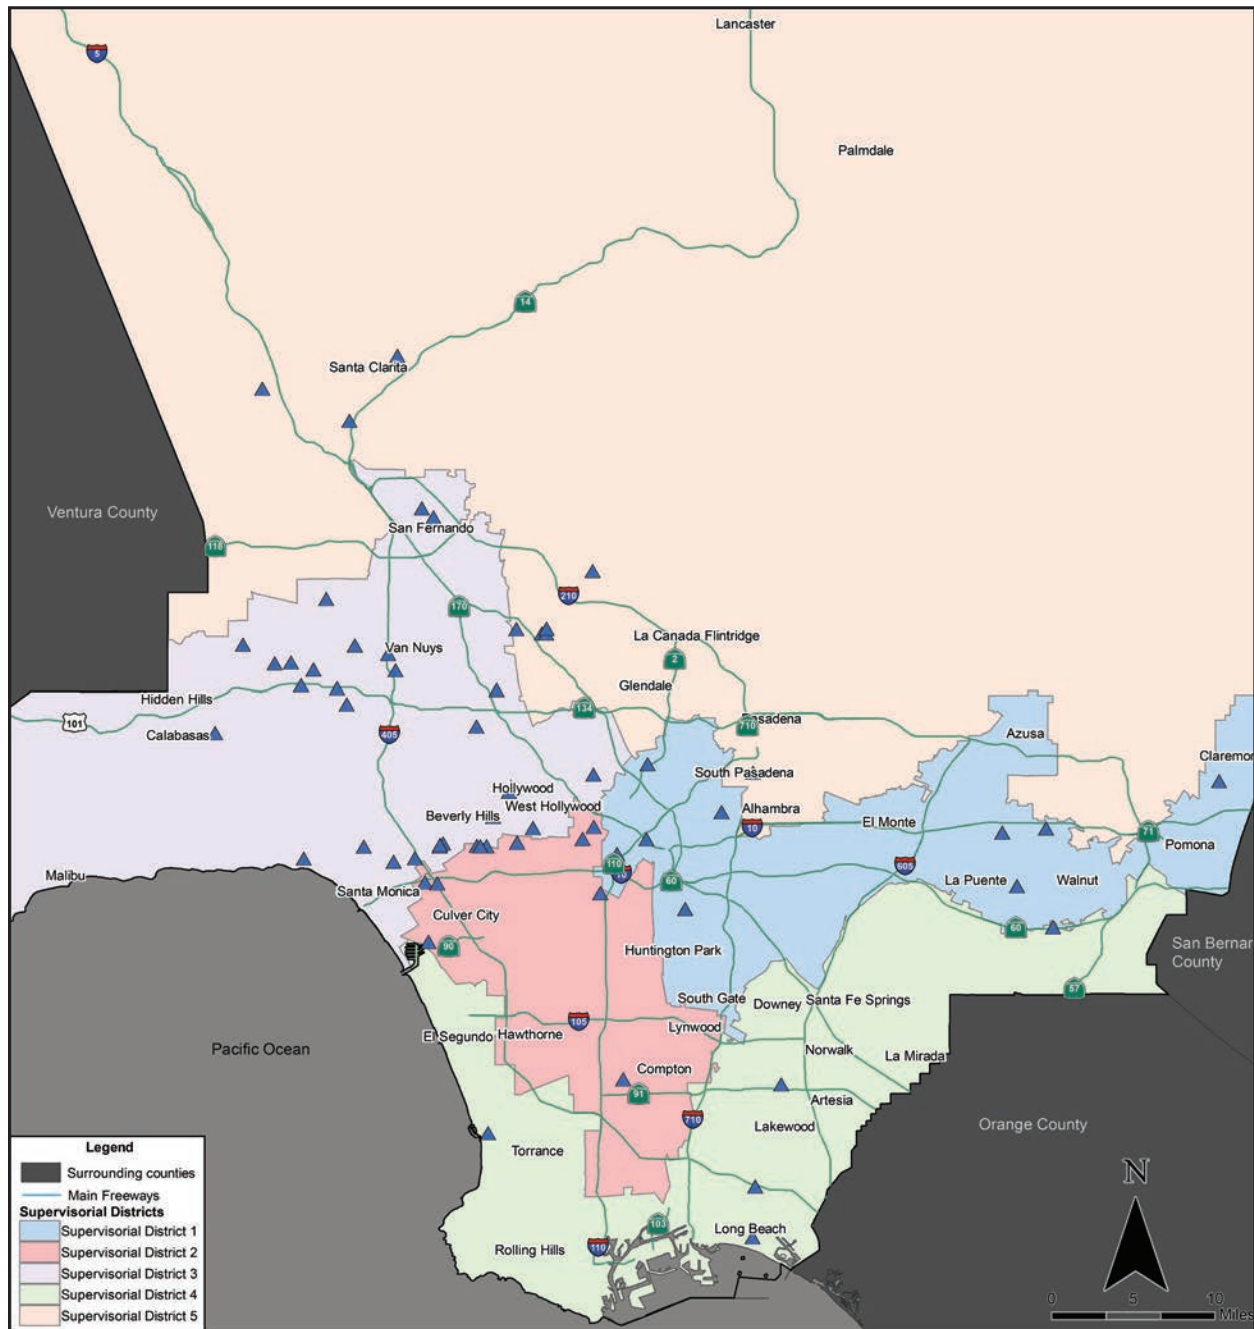 Lancaster
5
Palmdale
14
Santa Clarita
Ventura County
San Fernando
118
210
170
La Canada Flintridge
Van Nuys
2
Glendale
Hidden Hills
134
101
Pasadena
710
Calabasas
405
Azusa
Claremon
South Pasadena
Hollywood
West Hollywood
Beverly Hills
Alhambra
10
El Monte
71
Pomona
110
10
605
Malibu
Santa Monica
60
La Puente
Walnut
Culver City
90
Huntington Park
60
San Bernar
County
57
South Gate
Downey
Santa Fe Springs
El Segundo
Hawthorne
105
Lynwood
Norwalk
La Mirada
Pacific Ocean
Compton
91
Artesia
710
Lakewood
Orange County
Torrance
Long Beach
103
Rolling Hills
110
Legend
Surrounding counties
Main Freeways
Supervisorial Districts
Supervisorial District 1
Supervisorial District 2
Supervisorial District 3
Supervisorial District 4
Supervisorial District 5
N
0 5 10
Miles